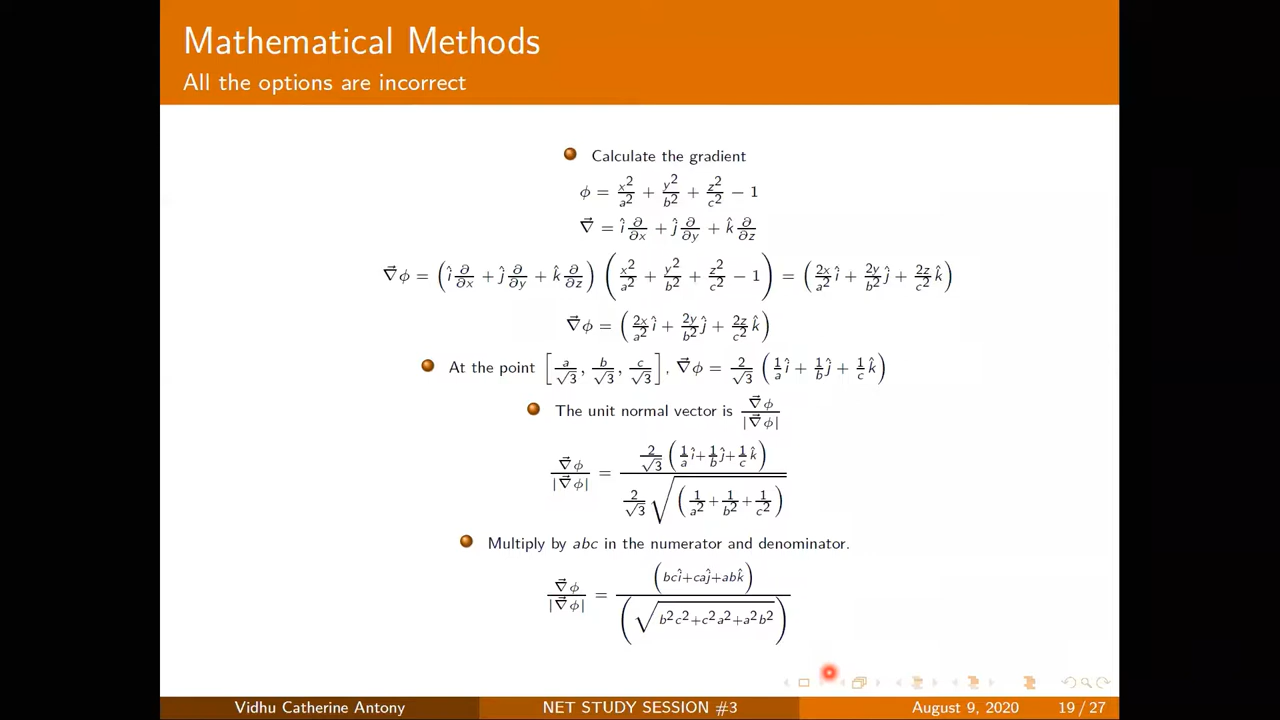 Mathematical Methods
All the options are incorrect
Calculate the gradient
ϕ = x²/a² + y²/b² + z²/c² − 1
∇⃗ = î ∂/∂x + ĵ ∂/∂y + k̂ ∂/∂z
∇⃗ϕ = (î ∂/∂x + ĵ ∂/∂y + k̂ ∂/∂z) (x²/a² + y²/b² + z²/c² − 1) = (2x/a² î + 2y/b² ĵ + 2z/c² k̂)
∇⃗ϕ = (2x/a² î + 2y/b² ĵ + 2z/c² k̂)
At the point [a/√3, b/√3, c/√3], ∇⃗ϕ = 2/√3 (1/a î + 1/b ĵ + 1/c k̂)
The unit normal vector is ∇⃗ϕ/|∇⃗ϕ|
∇⃗ϕ/|∇⃗ϕ| = 2/√3 (1/a î + 1/b ĵ + 1/c k̂) / 2/√3 √(1/a² + 1/b² + 1/c²)
Multiply by abc in the numerator and denominator.
∇⃗ϕ/|∇⃗ϕ| = (bcî+caĵ+abk̂) / (√(b²c²+c²a²+a²b²))
Vidhu Catherine Antony NET STUDY SESSION #3 August 9, 2020 19 / 27